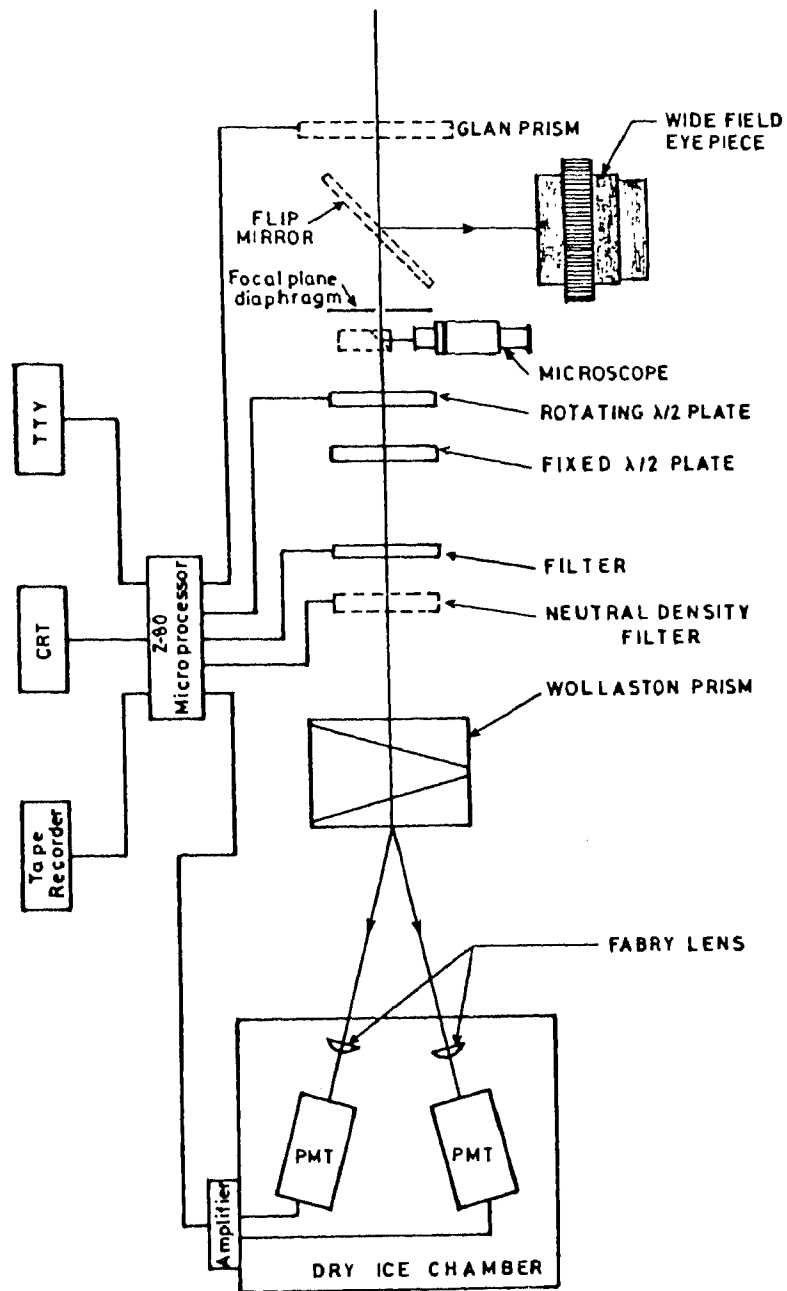 GLAN PRISM
WIDE FIELD
EYE PIECE
FLIP
MIRROR
Focal plane
diaphragm
MICROSCOPE
ROTATING λ/2 PLATE
FIXED λ/2 PLATE
TTY
CRT
Z-80
Microprocessor
FILTER
NEUTRAL DENSITY
FILTER
WOLLASTON PRISM
Tape
Recorder
FABRY LENS
PMT
PMT
Amplifier
DRY ICE CHAMBER